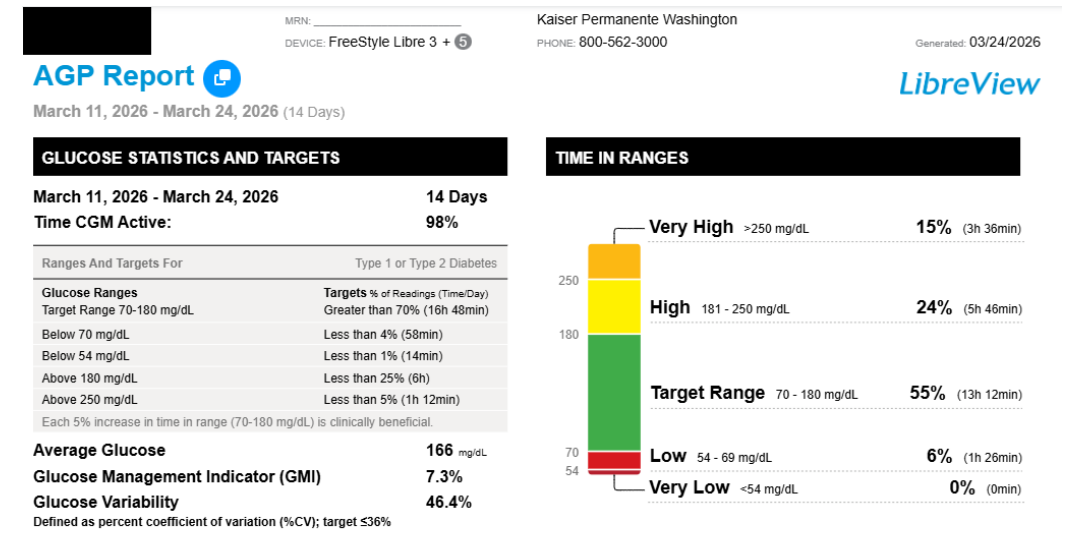 MRN: ____________________
Kaiser Permanente Washington
DEVICE: FreeStyle Libre 3 + 5
PHONE: 800-562-3000
Generated: 03/24/2026
AGP Report
LibreView
March 11, 2026 - March 24, 2026 (14 Days)
GLUCOSE STATISTICS AND TARGETS
March 11, 2026 - March 24, 2026 14 Days
Time CGM Active: 98%
Ranges And Targets For Type 1 or Type 2 Diabetes
Glucose Ranges Targets % of Readings (Time/Day)
Target Range 70-180 mg/dL Greater than 70% (16h 48min)
Below 70 mg/dL Less than 4% (58min)
Below 54 mg/dL Less than 1% (14min)
Above 180 mg/dL Less than 25% (6h)
Above 250 mg/dL Less than 5% (1h 12min)
Each 5% increase in time in range (70-180 mg/dL) is clinically beneficial.
Average Glucose 166 mg/dL
Glucose Management Indicator (GMI) 7.3%
Glucose Variability 46.4%
Defined as percent coefficient of variation (%CV); target ≤36%
TIME IN RANGES
Very High >250 mg/dL 15% (3h 36min)
250
High 181 - 250 mg/dL 24% (5h 46min)
180
Target Range 70 - 180 mg/dL 55% (13h 12min)
70
Low 54 - 69 mg/dL 6% (1h 26min)
54
Very Low <54 mg/dL 0% (0min)